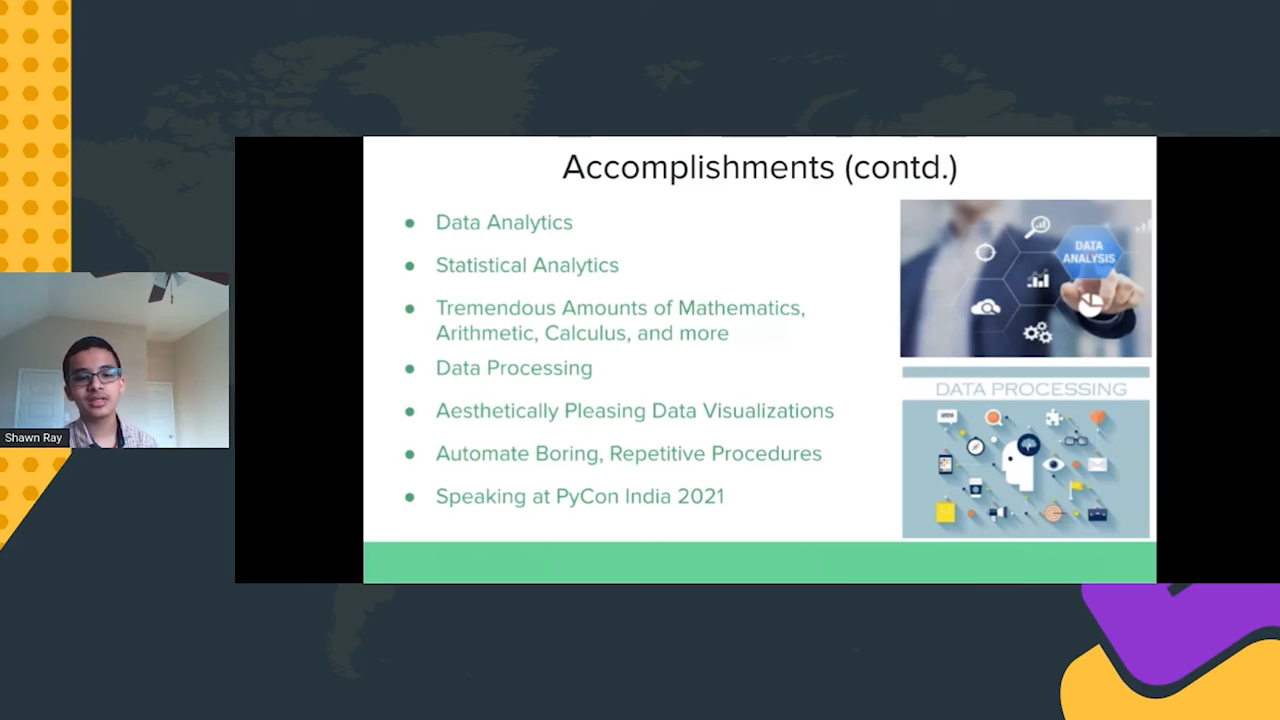 Accomplishments (contd.)
● Data Analytics
● Statistical Analytics
● Tremendous Amounts of Mathematics,
Arithmetic, Calculus, and more
● Data Processing
● Aesthetically Pleasing Data Visualizations
● Automate Boring, Repetitive Procedures
● Speaking at PyCon India 2021
DATA
ANALYSIS
DATA PROCESSING
Shawn Ray